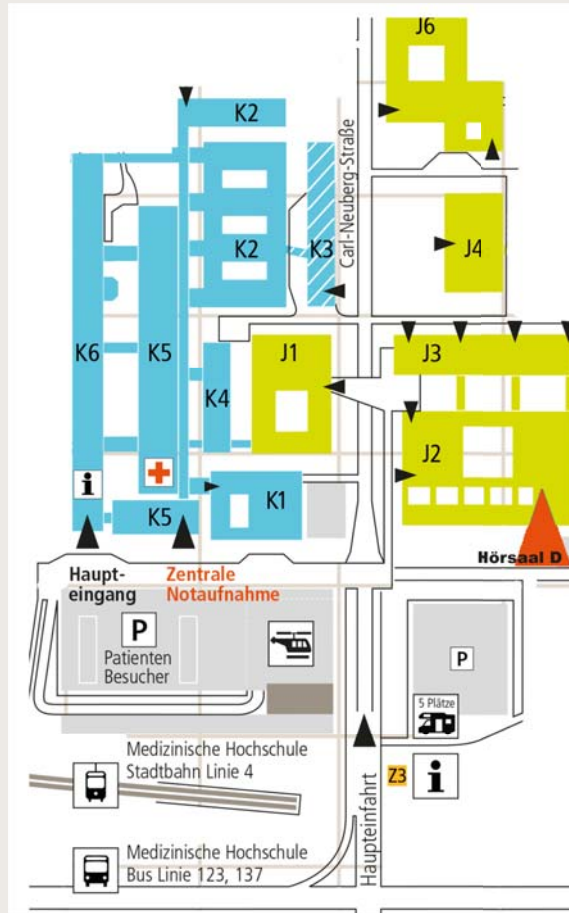 J6
K2
Carl-Neuberg-Straße
K2
K3
J4
K6
K5
J1
J3
K4
J2
i
K1
K5
Hörsaal D
Haupt-
eingang
Zentrale
Notaufnahme
P
Patienten
Besucher
P
5 Plätze
Medizinische Hochschule
Stadtbahn Linie 4
Z3
i
Haupteinfahrt
Medizinische Hochschule
Bus Linie 123, 137